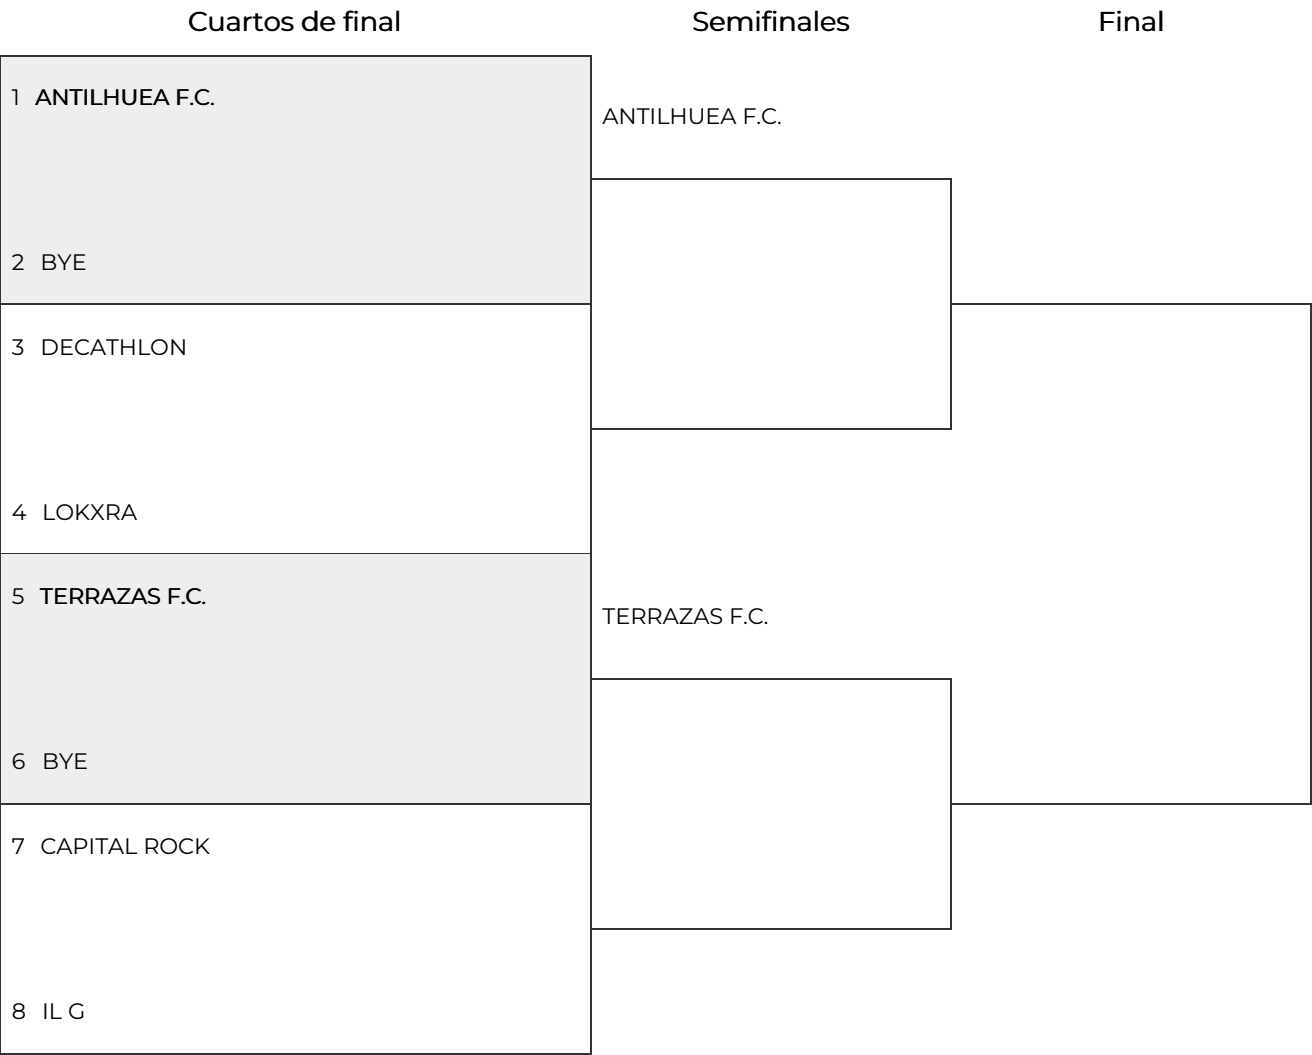 Cuartos de final
Semifinales
Final
1 ANTILHUEA F.C.
ANTILHUEA F.C.
2 BYE
3 DECATHLON
4 LOKXRA
5 TERRAZAS F.C.
TERRAZAS F.C.
6 BYE
7 CAPITAL ROCK
8 IL G